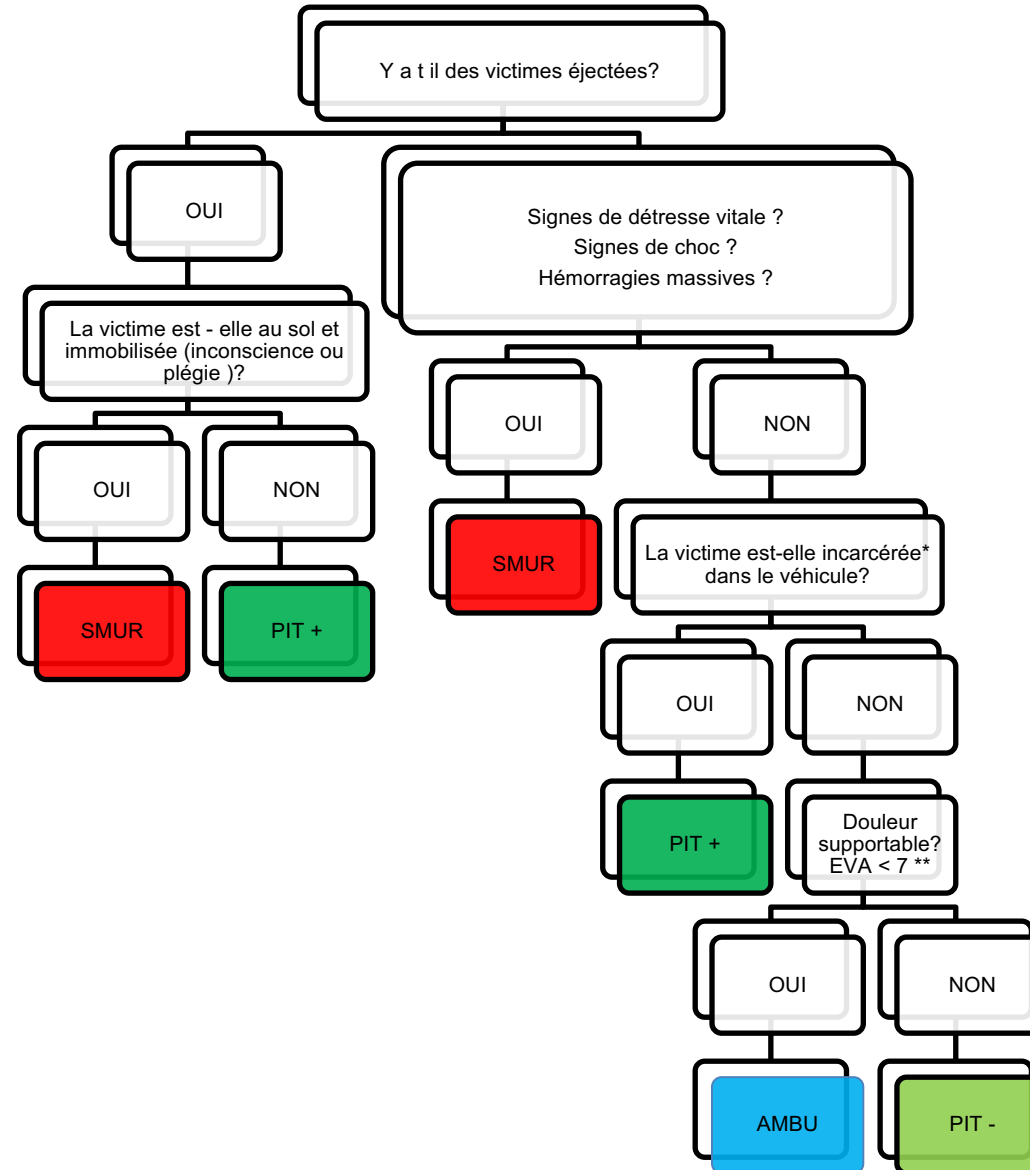 Y a t il des victimes éjectées?
OUI
Signes de détresse vitale ?
Signes de choc ?
Hémorragies massives ?
La victime est - elle au sol et
immobilisée (inconscience ou
plégie )?
OUI
NON
OUI
NON
SMUR
PIT +
SMUR
La victime est-elle incarcérée*
dans le véhicule?
OUI
NON
PIT +
Douleur
supportable?
EVA < 7 **
OUI
NON
AMBU
PIT -